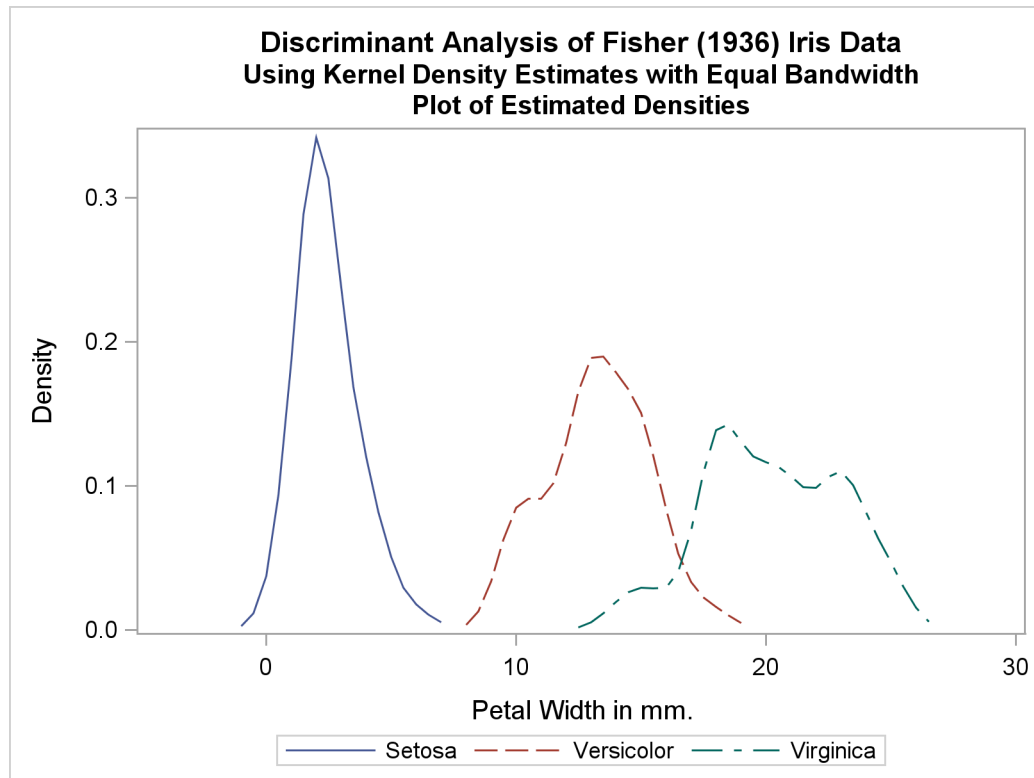 Discriminant Analysis of Fisher (1936) Iris Data
Using Kernel Density Estimates with Equal Bandwidth
Plot of Estimated Densities
0.3
0.2
0.1
0.0
Density
0 10 20 30
Petal Width in mm.
Setosa Versicolor Virginica